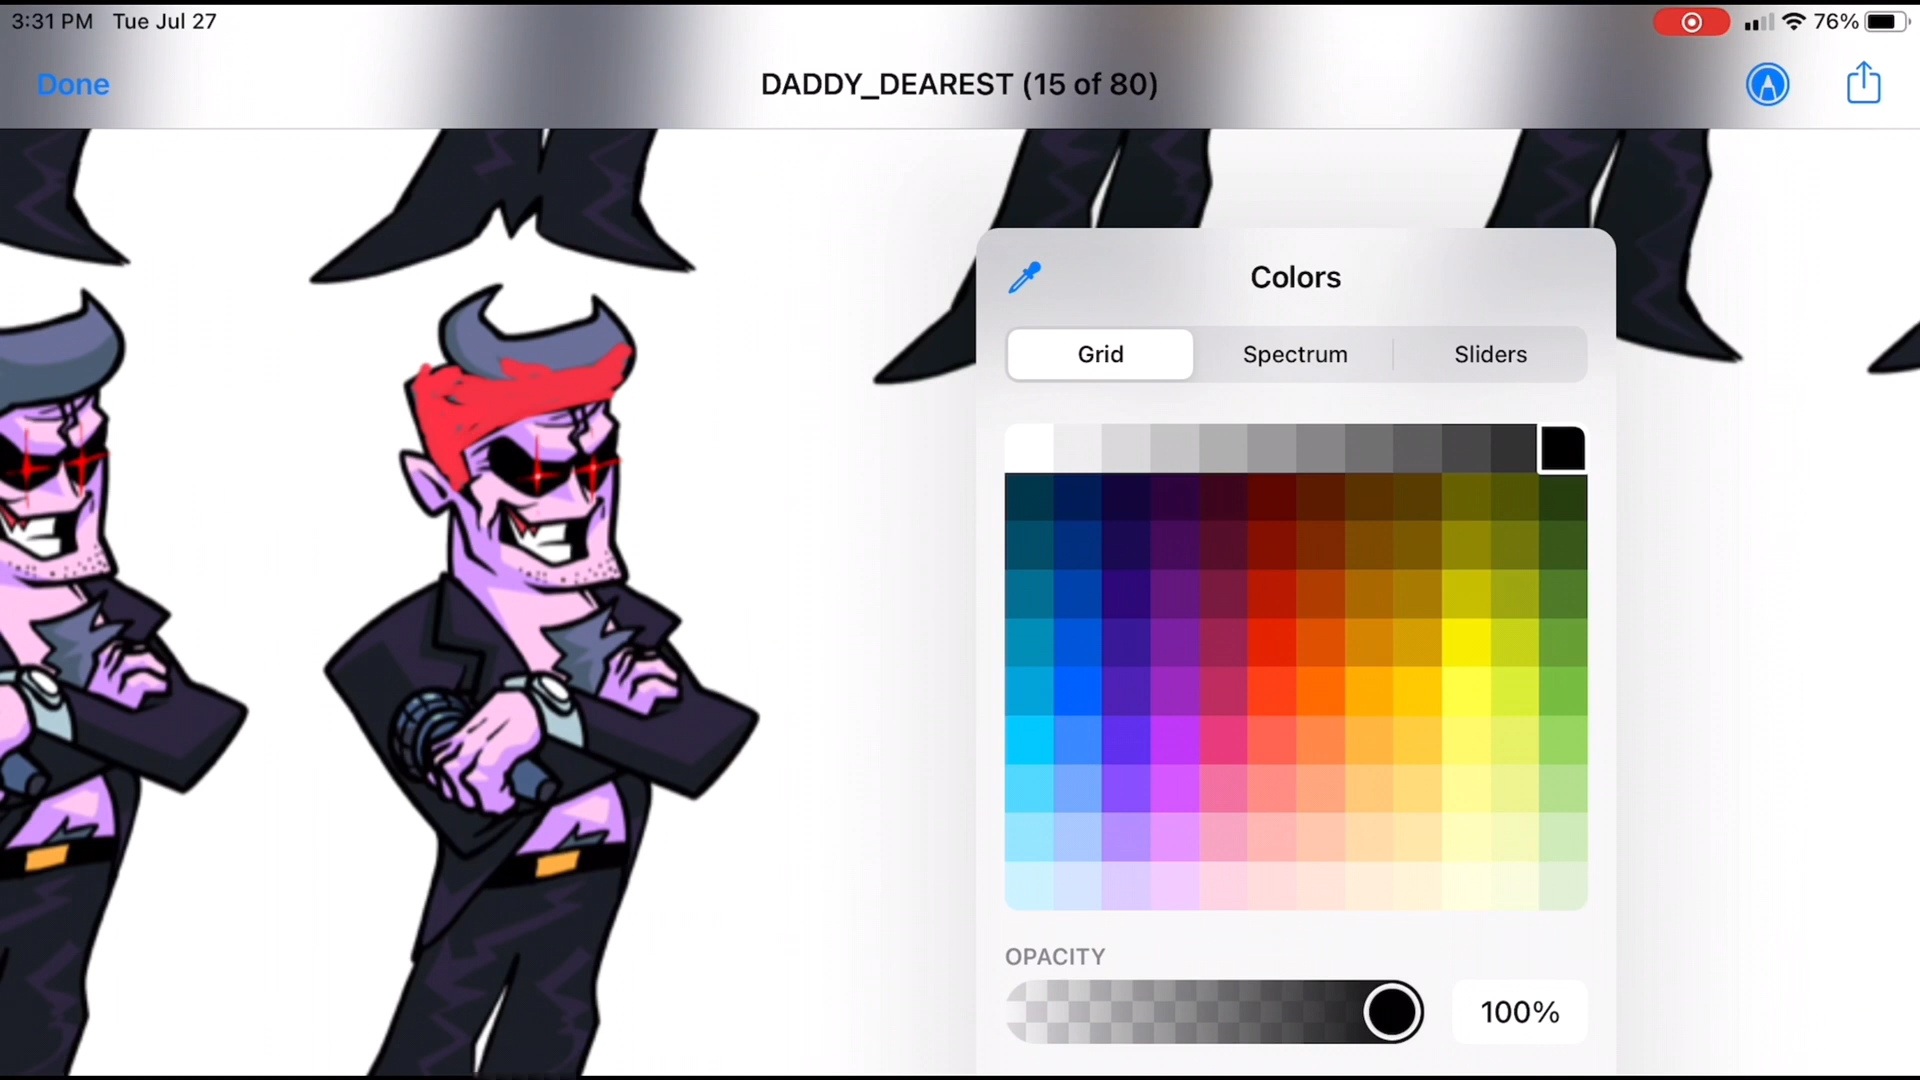 3:31 PM Tue Jul 27
76%
Done
DADDY_DEAREST (15 of 80)
Colors
Grid
Spectrum
Sliders
OPACITY
100%